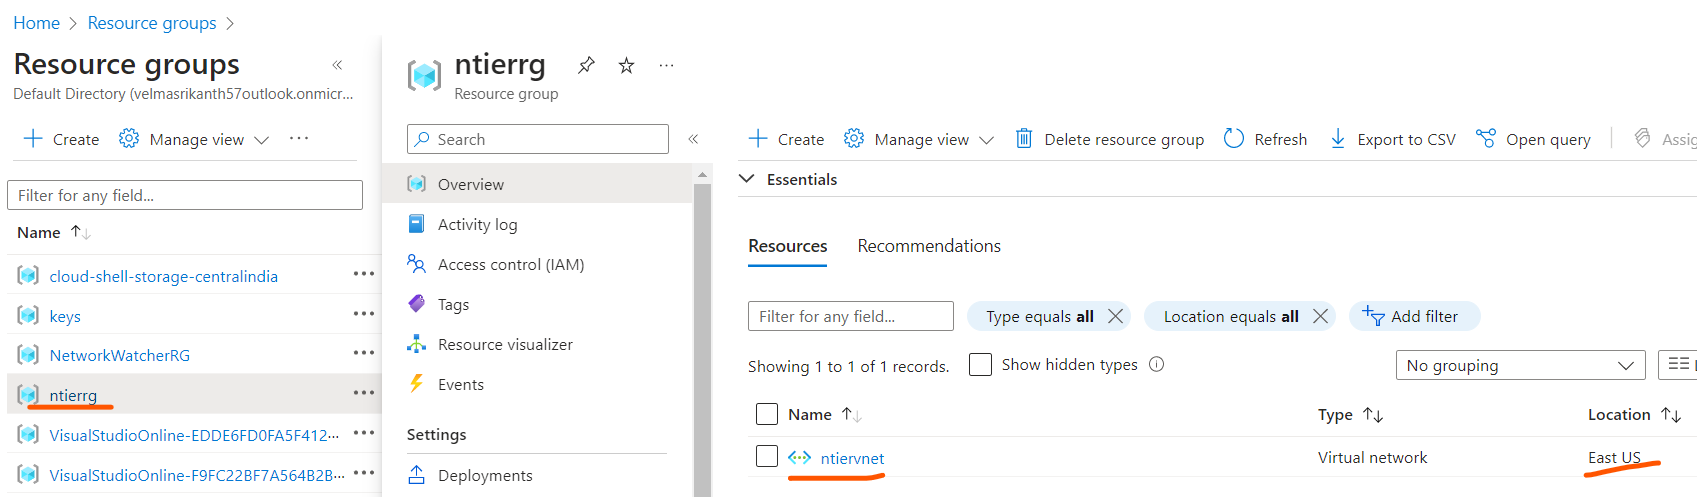 Home > Resource groups >
Resource groups
Default Directory (velmasrikanth57outlook.onmicr...
Create Manage view ...
Filter for any field...
Name
cloud-shell-storage-centralindia
keys
NetworkWatcherRG
ntierrg
VisualStudioOnline-EDDE6FD0FA5F412...
VisualStudioOnline-F9FC22BF7A564B2B...
ntierrg
Resource group
Search
Overview
Activity log
Access control (IAM)
Tags
Resource visualizer
Events
Settings
Deployments
Create Manage view Delete resource group Refresh Export to CSV Open query
Essentials
Resources Recommendations
Filter for any field... Type equals all Location equals all Add filter
Showing 1 to 1 of 1 records. Show hidden types No grouping
Name Type Location
ntiervnet Virtual network East US